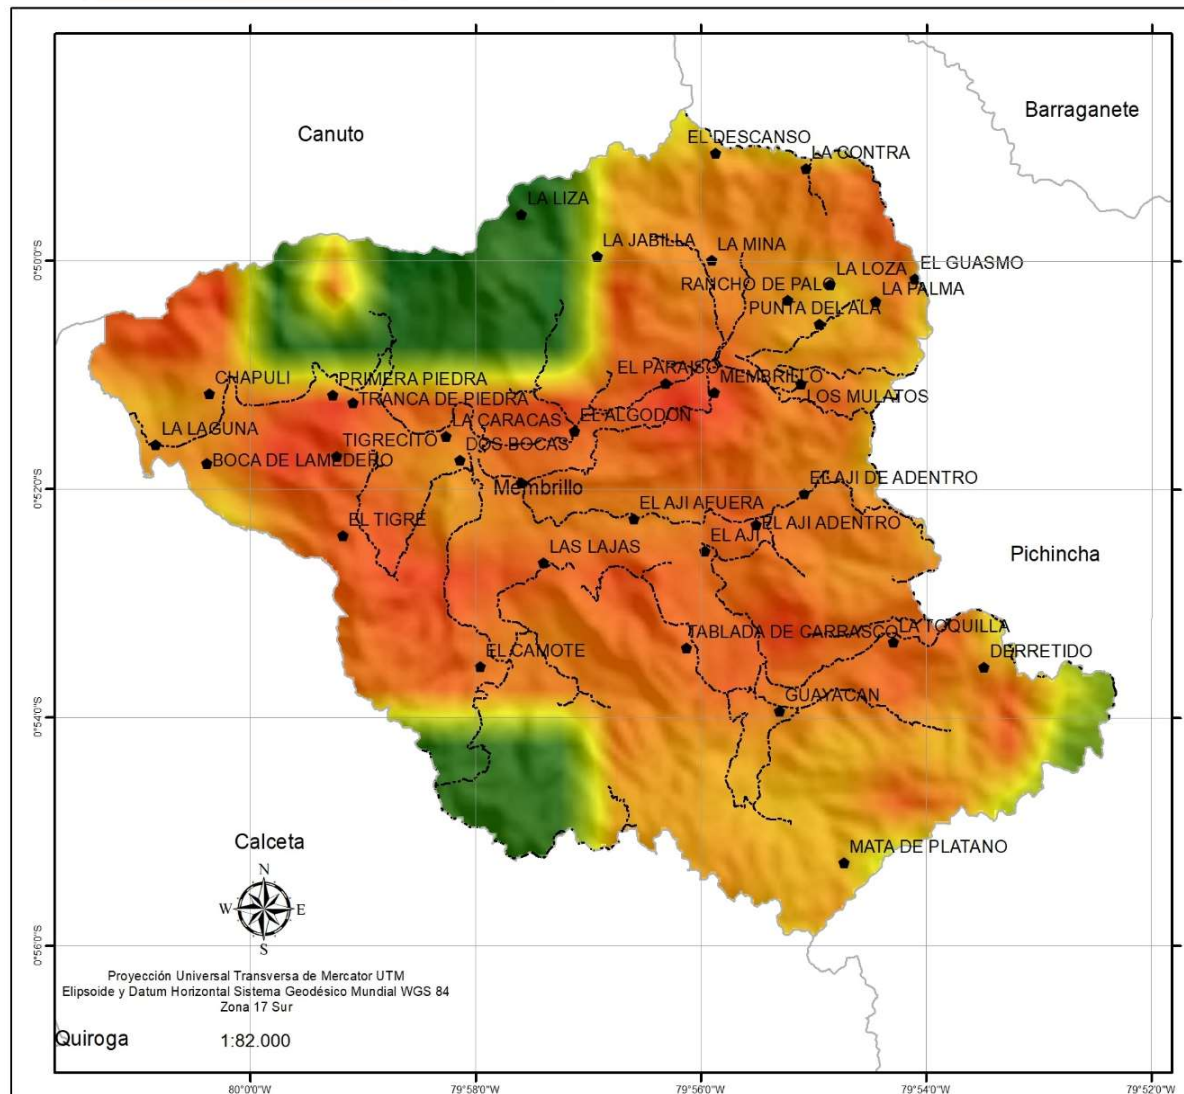 Barraganete
Canuto
EL DESCANSO
LA CONTRA
LA LIZA
LA JABILLA
LA MINA
0°50'0"S
RANCHO DE PALO
LA LOZA
EL GUASMO
LA PALMA
PUNTA DEL ALA
EL PARAISO
CHAPULI
PRIMERA PIEDRA
MEMBRILLO
TRANCA DE PIEDRA
LOS MULATOS
LA CARACAS
EL ALGODON
LA LAGUNA
TIGRECITO
DOS BOCAS
BOCA DE LAMEDERO
EL AJI DE ADENTRO
Membrillo
0°52'0"S
EL AJI AFUERA
EL TIGRE
EL AJI ADENTRO
EL AJI
LAS LAJAS
Pichincha
TABLADA DE CARRASCO
LA TOQUILLA
EL CAMOTE
DERRETIDO
GUAYACAN
0°54'0"S
Calceta
MATA DE PLATANO
N
W
E
S
0°56'0"S
Proyección Universal Transversa de Mercator UTM
Elipsoide y Datum Horizontal Sistema Geodésico Mundial WGS 84
Zona 17 Sur
Quiroga
1:82.000
80°0'0"W
79°58'0"W
79°56'0"W
79°54'0"W
79°52'0"W